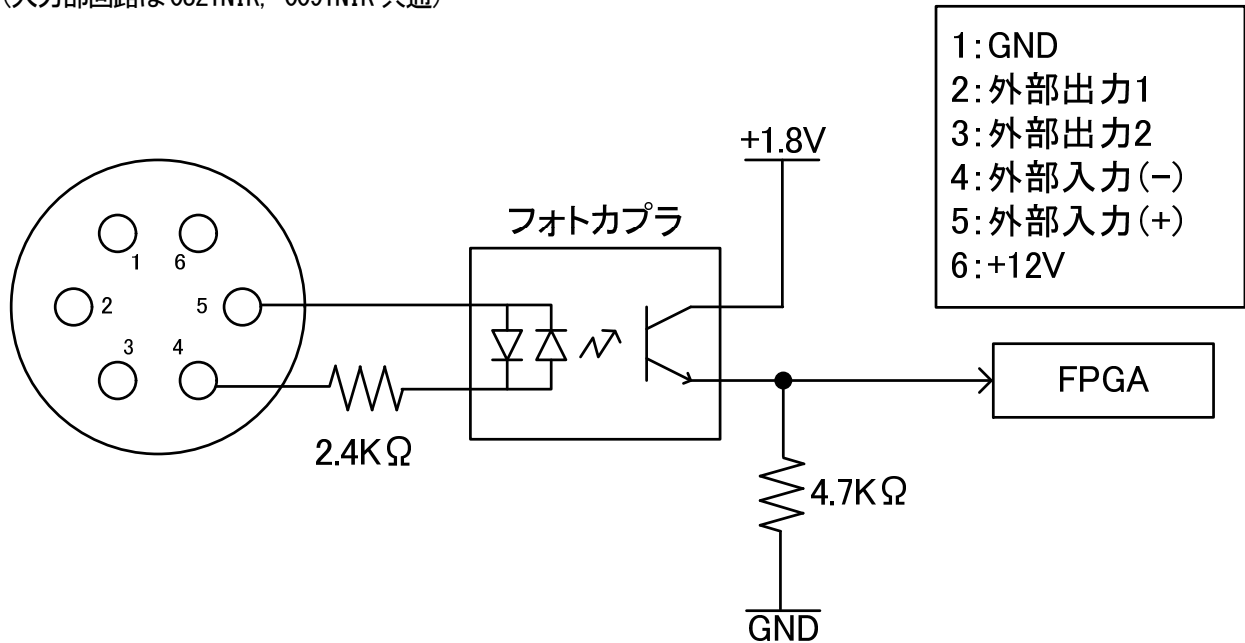 1:GND
2:外部出力1
3:外部出力2
4:外部入力(-)
5:外部入力(+)
6:+12V
+1.8V
フォトカプラ
1
6
2
5
3
4
2.4KΩ
FPGA
4.7KΩ
GND